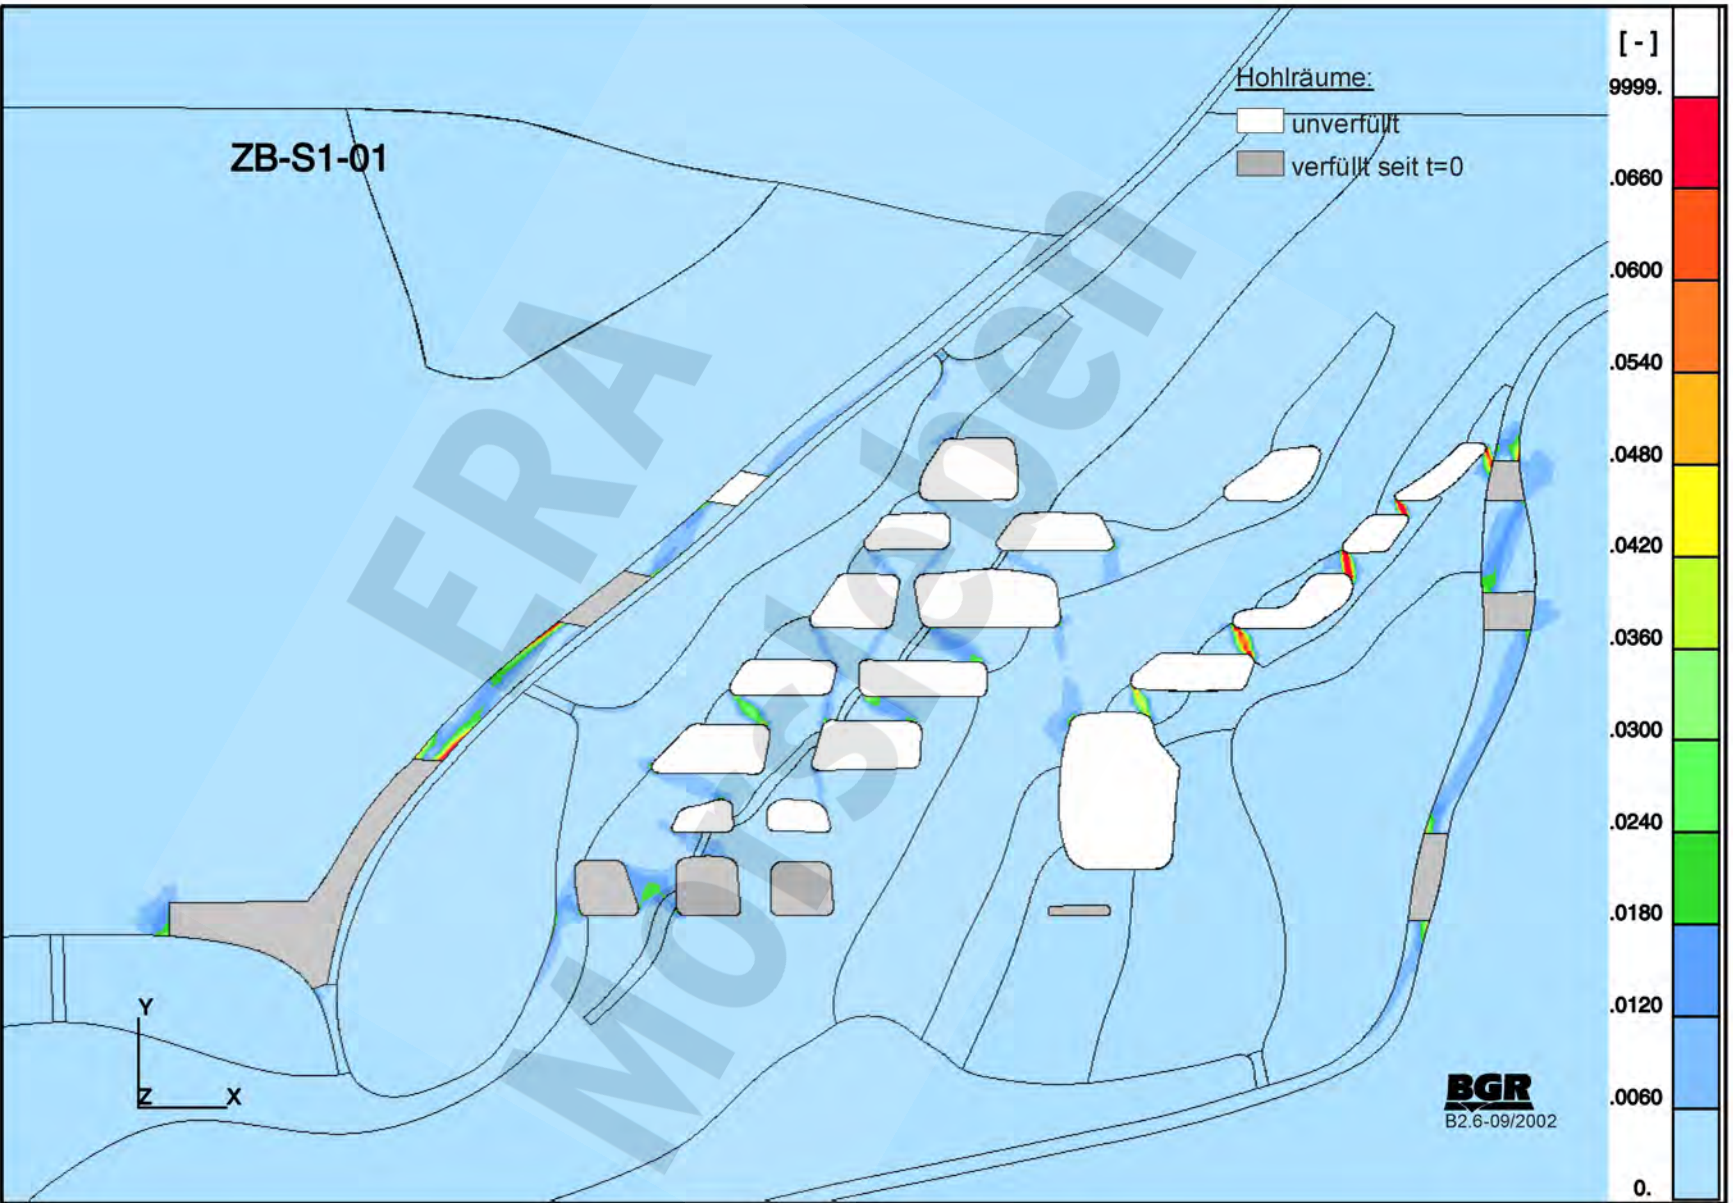 [ - ]
Hohlräume:
9999.
unverfüllt
ZB-S1-01
verfüllt seit t=0
.0660
.0600
.0540
.0480
.0420
.0360
.0300
.0240
.0180
.0120
.0060
0.
ERA
Morsleben
Y
Z
X
BGR
B2.6-09/2002